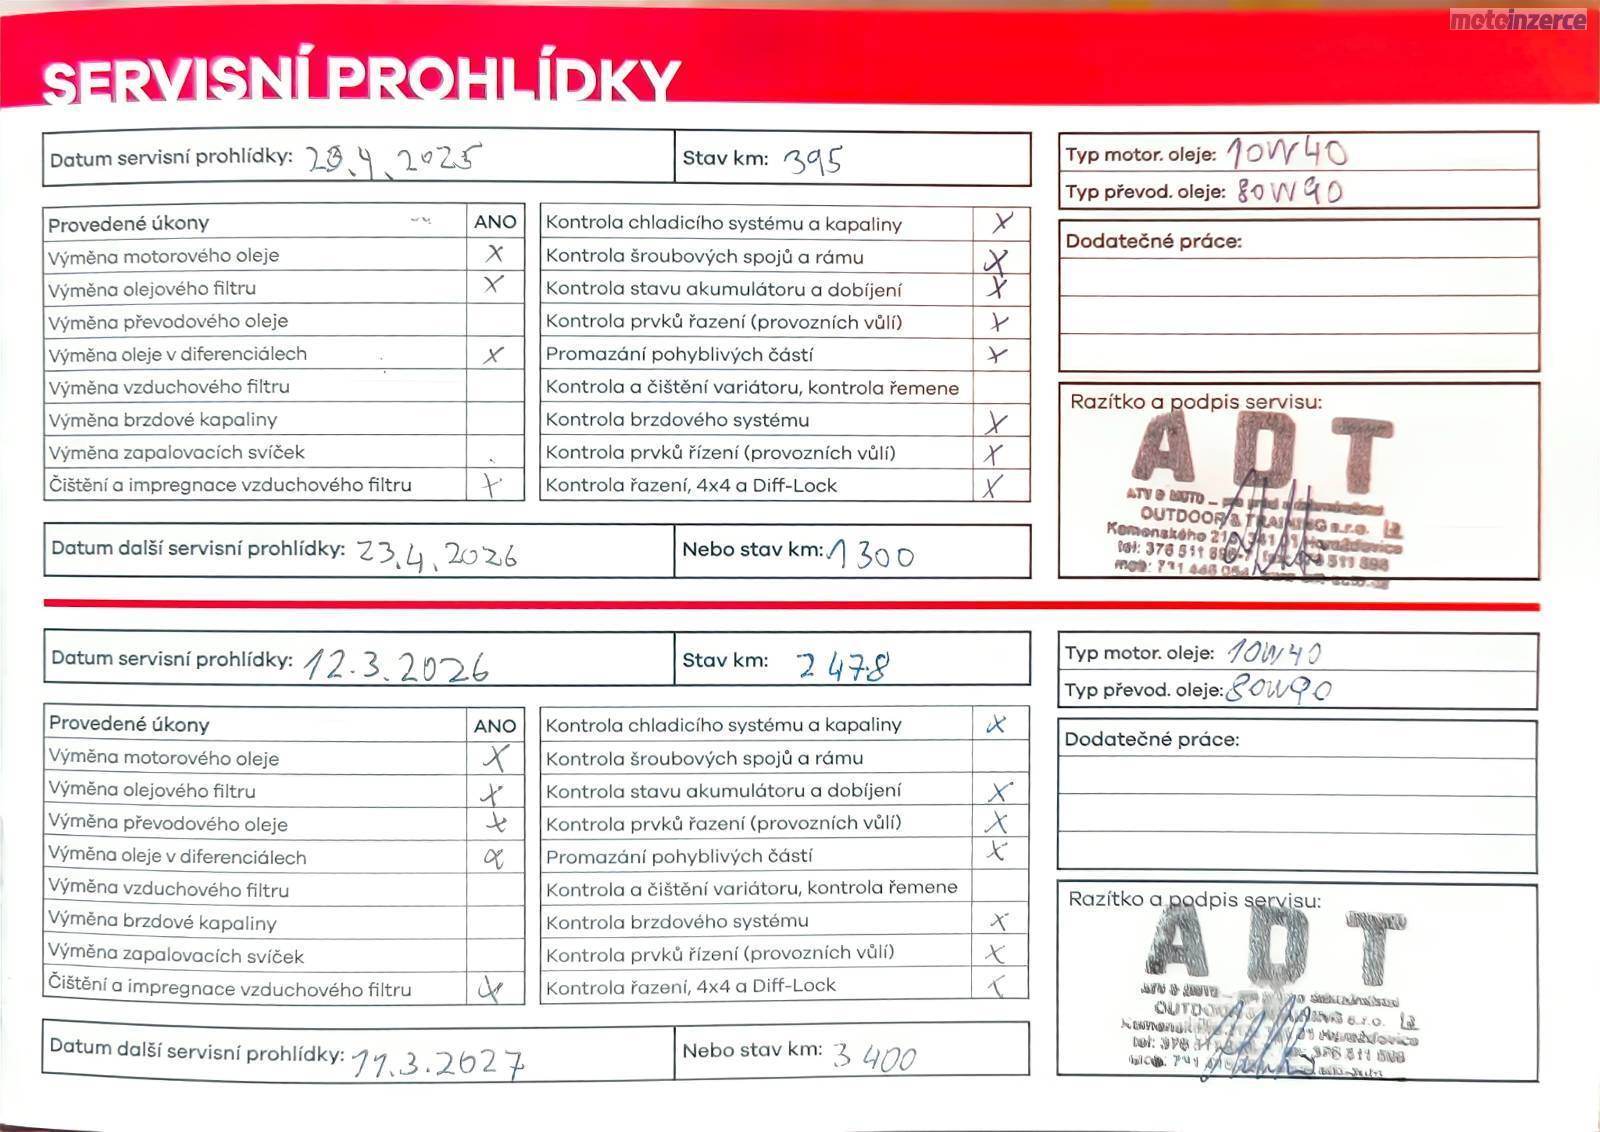 motoinzerce
SERVISNÍ PROHLÍDKY
Datum servisní prohlídky: 23.4.2025 Stav km: 395
Typ motor. oleje: 10W40
Typ převod. oleje: 80W90
Provedené úkony ANO
Výměna motorového oleje X
Výměna olejového filtru X
Výměna převodového oleje
Výměna oleje v diferenciálech X
Výměna vzduchového filtru
Výměna brzdové kapaliny
Výměna zapalovacích svíček
Čištění a impregnace vzduchového filtru X
Kontrola chladicího systému a kapaliny X
Kontrola šroubových spojů a rámu X
Kontrola stavu akumulátoru a dobíjení X
Kontrola prvků řazení (provozních vůlí) X
Promazání pohyblivých částí X
Kontrola a čištění variátoru, kontrola řemene
Kontrola brzdového systému X
Kontrola prvků řízení (provozních vůlí) X
Kontrola řazení, 4x4 a Diff-Lock X
Dodatečné práce:
Razítko a podpis servisu:
ADT
ATV & MOTO –
OUTDOOR & TRAINING s.r.o.
Komenského
tel: 376 511
Datum další servisní prohlídky: 23.4.2026 Nebo stav km: 1300
Datum servisní prohlídky: 12.3.2026 Stav km: 2478
Typ motor. oleje: 10W40
Typ převod. oleje: 80W90
Provedené úkony ANO
Výměna motorového oleje X
Výměna olejového filtru X
Výměna převodového oleje X
Výměna oleje v diferenciálech X
Výměna vzduchového filtru
Výměna brzdové kapaliny
Výměna zapalovacích svíček
Čištění a impregnace vzduchového filtru X
Kontrola chladicího systému a kapaliny X
Kontrola šroubových spojů a rámu
Kontrola stavu akumulátoru a dobíjení X
Kontrola prvků řazení (provozních vůlí) X
Promazání pohyblivých částí X
Kontrola a čištění variátoru, kontrola řemene
Kontrola brzdového systému X
Kontrola prvků řízení (provozních vůlí) X
Kontrola řazení, 4x4 a Diff-Lock X
Dodatečné práce:
Razítko a podpis servisu:
ADT
Datum další servisní prohlídky: 11.3.2027 Nebo stav km: 3400